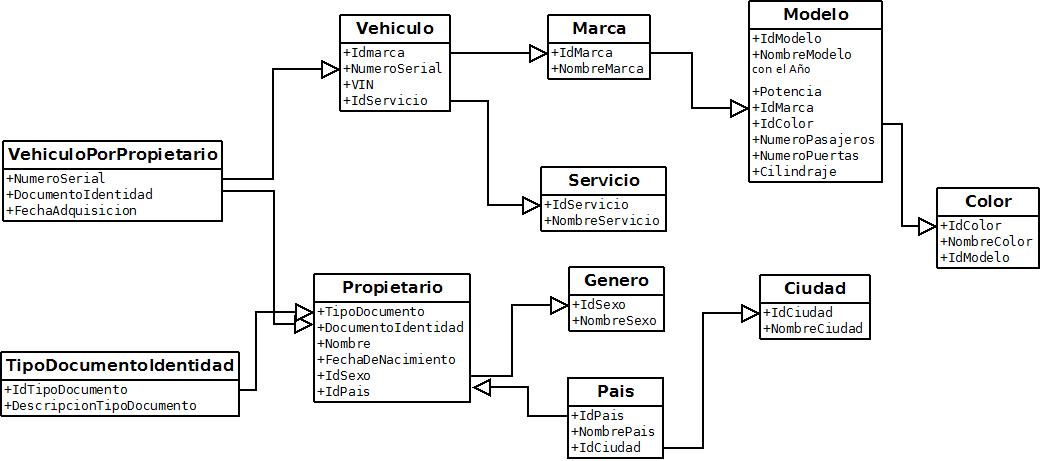 Vehiculo
+Idmarca
+NumeroSerial
+VIN
+IdServicio
Marca
+IdMarca
+NombreMarca
Modelo
+IdModelo
+NombreModelo
con el Año
+Potencia
+IdMarca
+IdColor
+NumeroPasajeros
+NumeroPuertas
+Cilindraje
VehiculoPorPropietario
+NumeroSerial
+DocumentoIdentidad
+FechaAdquisicion
Servicio
+IdServicio
+NombreServicio
Color
+IdColor
+NombreColor
+IdModelo
Propietario
+TipoDocumento
+DocumentoIdentidad
+Nombre
+FechaDeNacimiento
+IdSexo
+IdPais
Genero
+IdSexo
+NombreSexo
Ciudad
+IdCiudad
+NombreCiudad
TipoDocumentoIdentidad
+IdTipoDocumento
+DescripcionTipoDocumento
Pais
+IdPais
+NombrePais
+IdCiudad